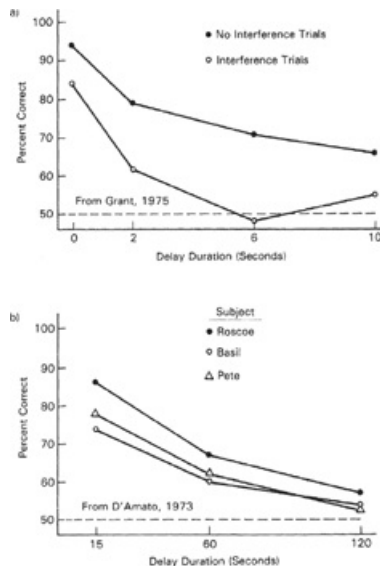 a)
100
90
80
70
60
50
Percent Correct
No Interference Trials
Interference Trials
From Grant, 1975
0 2 6 10
Delay Duration (Seconds)
b)
100
90
80
70
60
50
Percent Correct
Subject
Roscoe
Basil
Pete
From D'Amato, 1973
15 60 120
Delay Duration (Seconds)